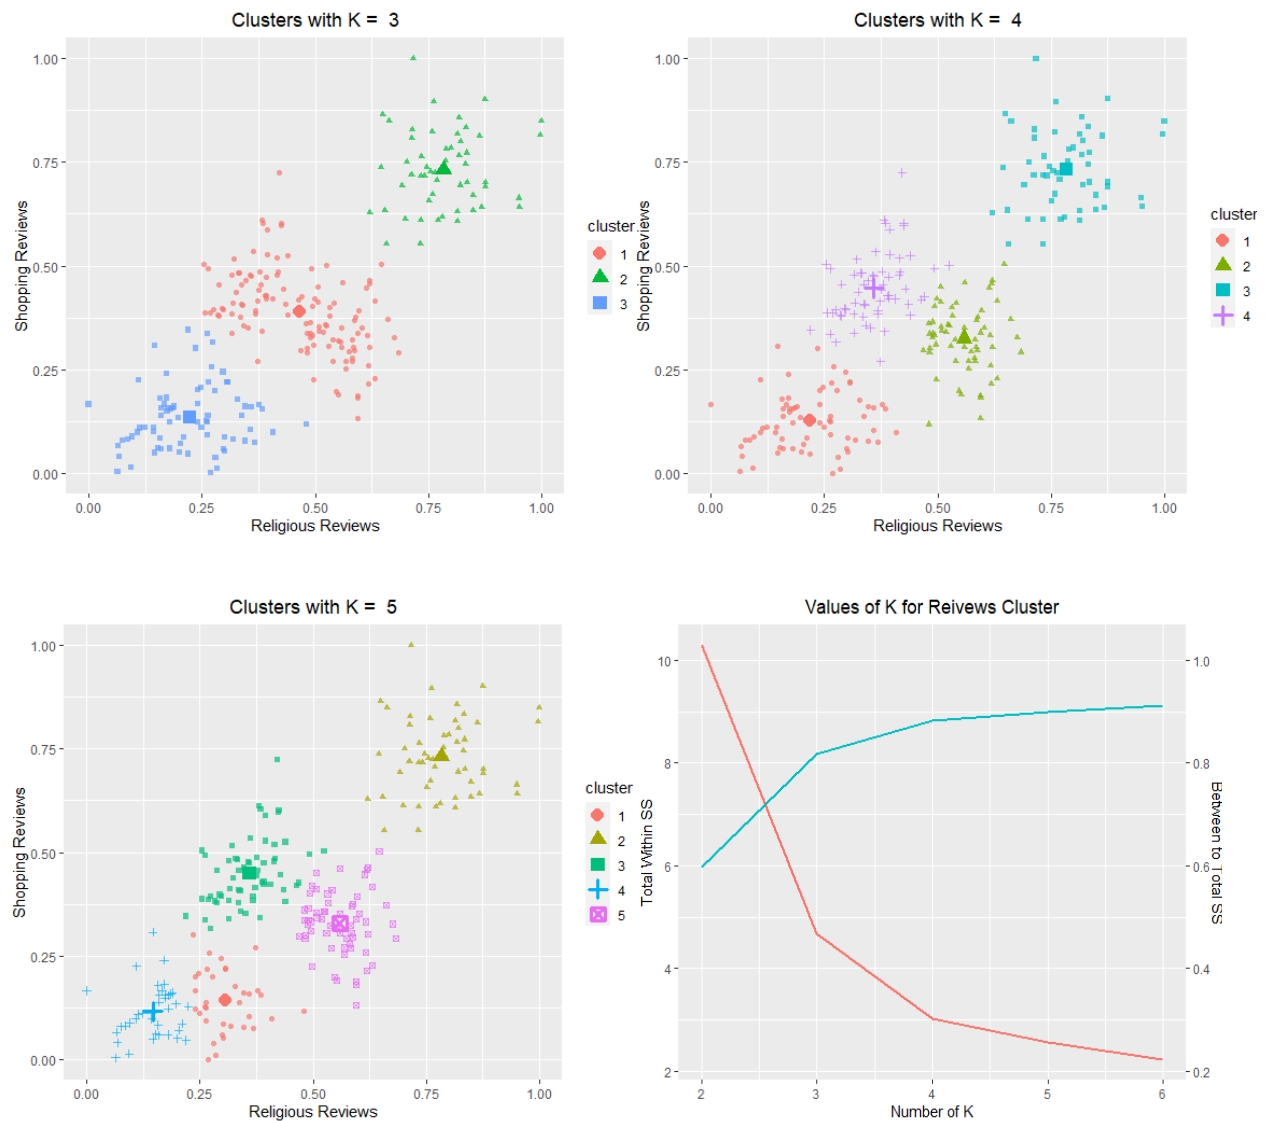 Clusters with K =  3
Shopping Reviews
1.00
0.75
0.50
0.25
0.00
0.00 0.25 0.50 0.75 1.00
Religious Reviews
cluster
1
2
3
Clusters with K =  4
Shopping Reviews
1.00
0.75
0.50
0.25
0.00
0.00 0.25 0.50 0.75 1.00
Religious Reviews
cluster
1
2
3
4
Clusters with K =  5
Shopping Reviews
1.00
0.75
0.50
0.25
0.00
0.00 0.25 0.50 0.75 1.00
Religious Reviews
cluster
1
2
3
4
5
Values of K for Reivews Cluster
Total Within SS
10
8
6
4
2
1.0
0.8
0.6
0.4
0.2
Between to Total SS
2 3 4 5 6
Number of K